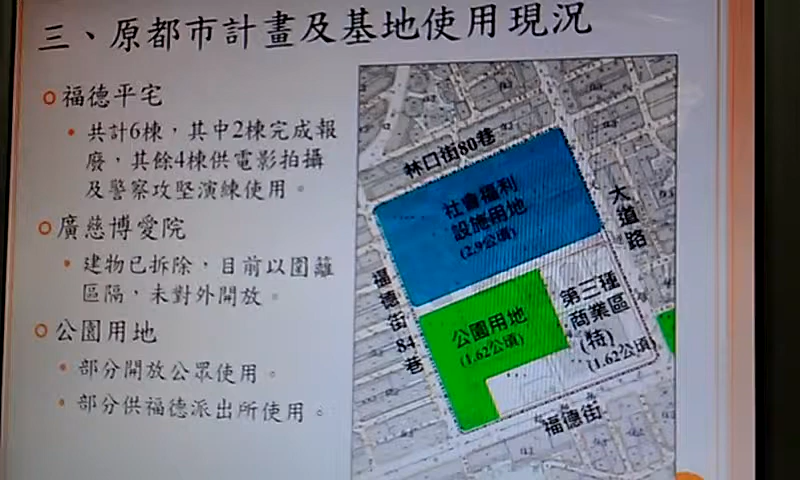 三、原都市計畫及基地使用現況
福德平宅
共計6棟，其中2棟完成報
廢，其餘4棟供電影拍攝
及警察攻堅演練使用。
廣慈博愛院
建物已拆除，目前以圍籬
區隔，未對外開放。
公園用地
部分開放公眾使用。
部分供福德派出所使用。
林口街80巷
社會福利
設施用地
(2.9公頃)
大道路
福德街84巷
公園用地
(1.62公頃)
第三種
商業區
(特)
(1.62公頃)
福德街